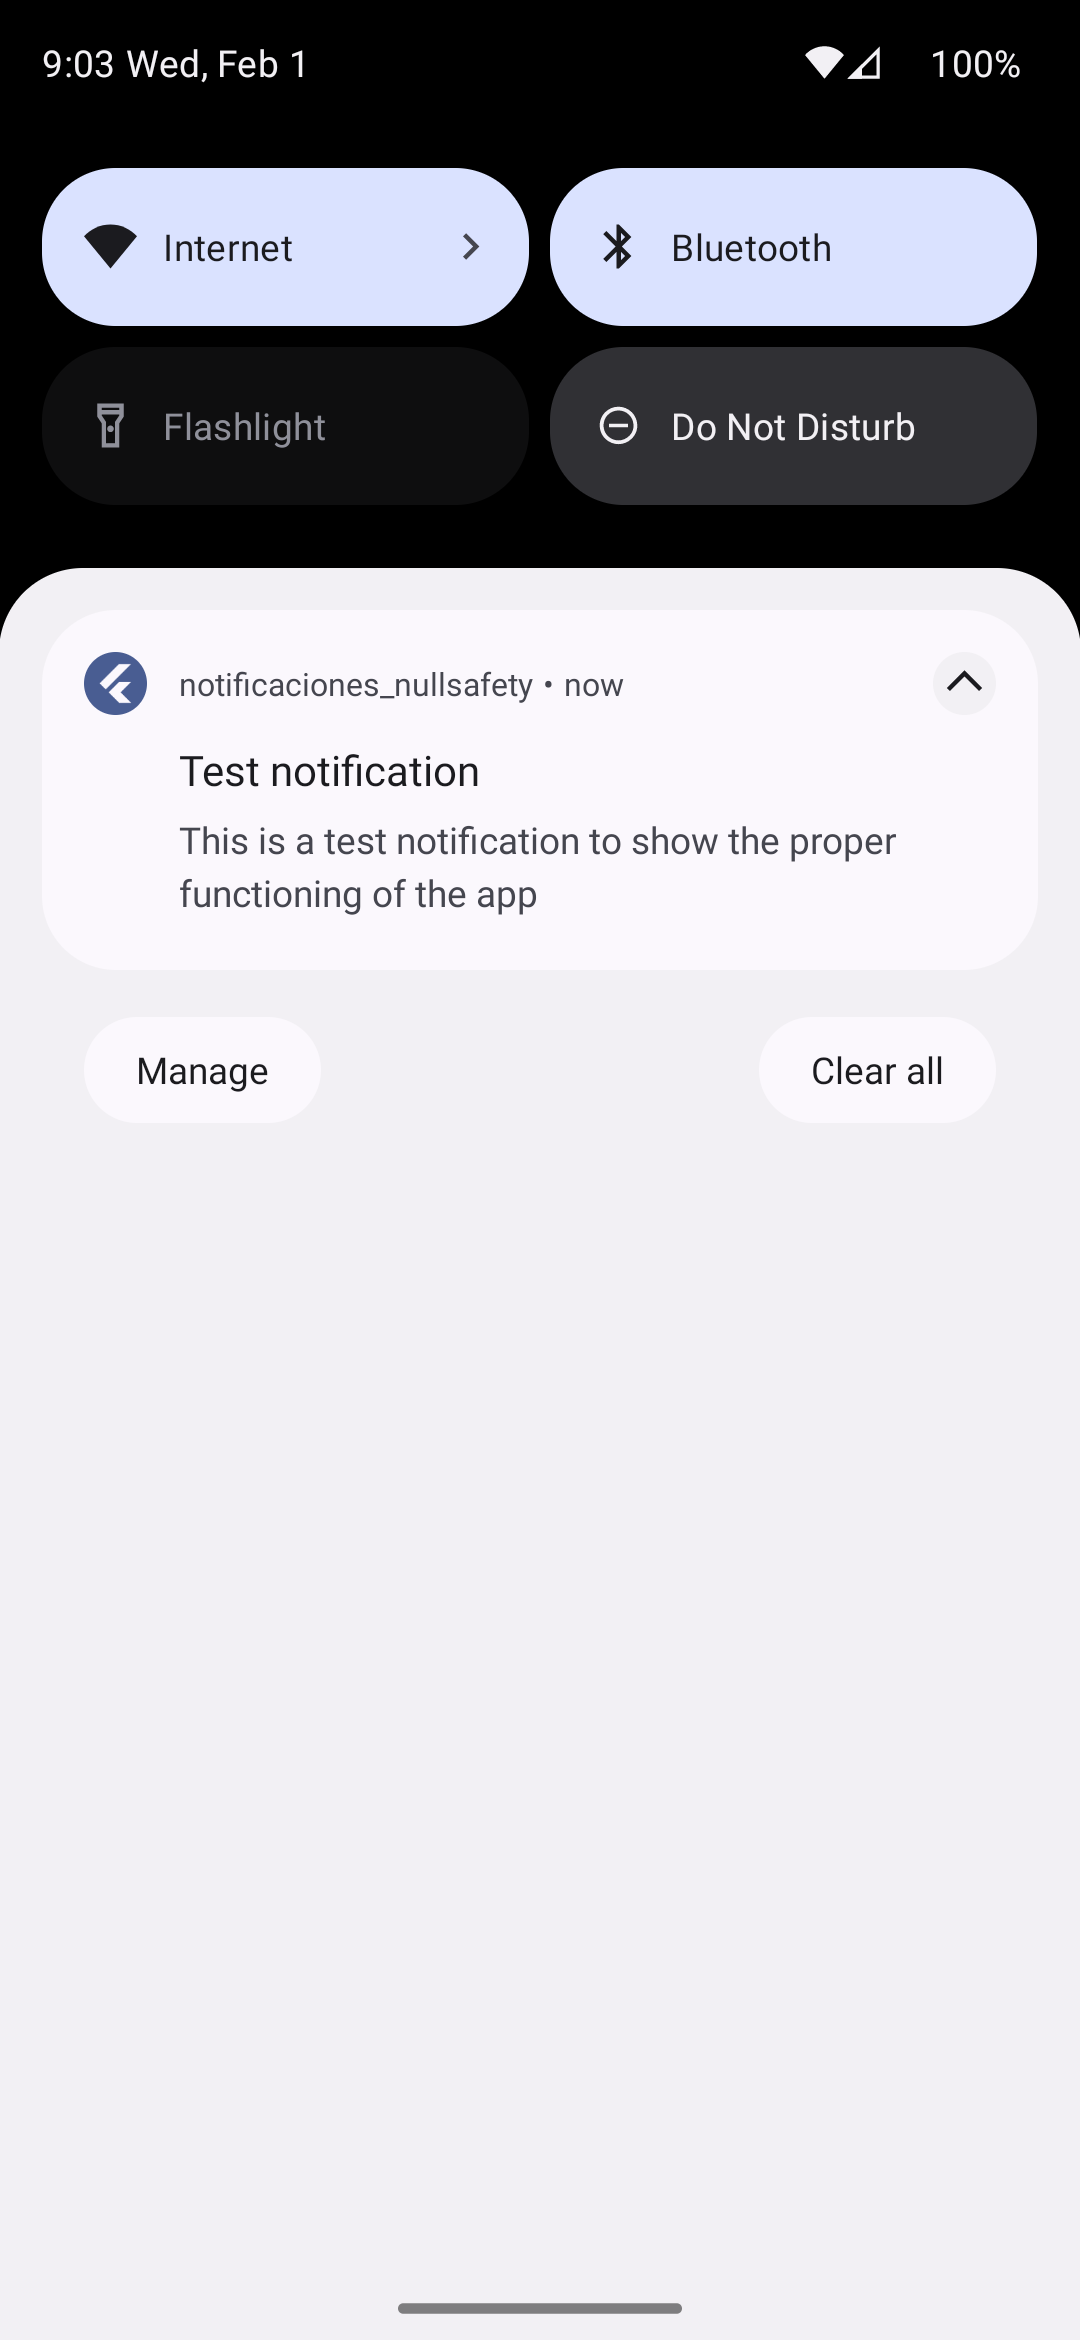 9:03 Wed, Feb 1 100%
Internet Bluetooth
Flashlight Do Not Disturb
notificaciones_nullsafety • now
Test notification
This is a test notification to show the proper
functioning of the app
Manage Clear all